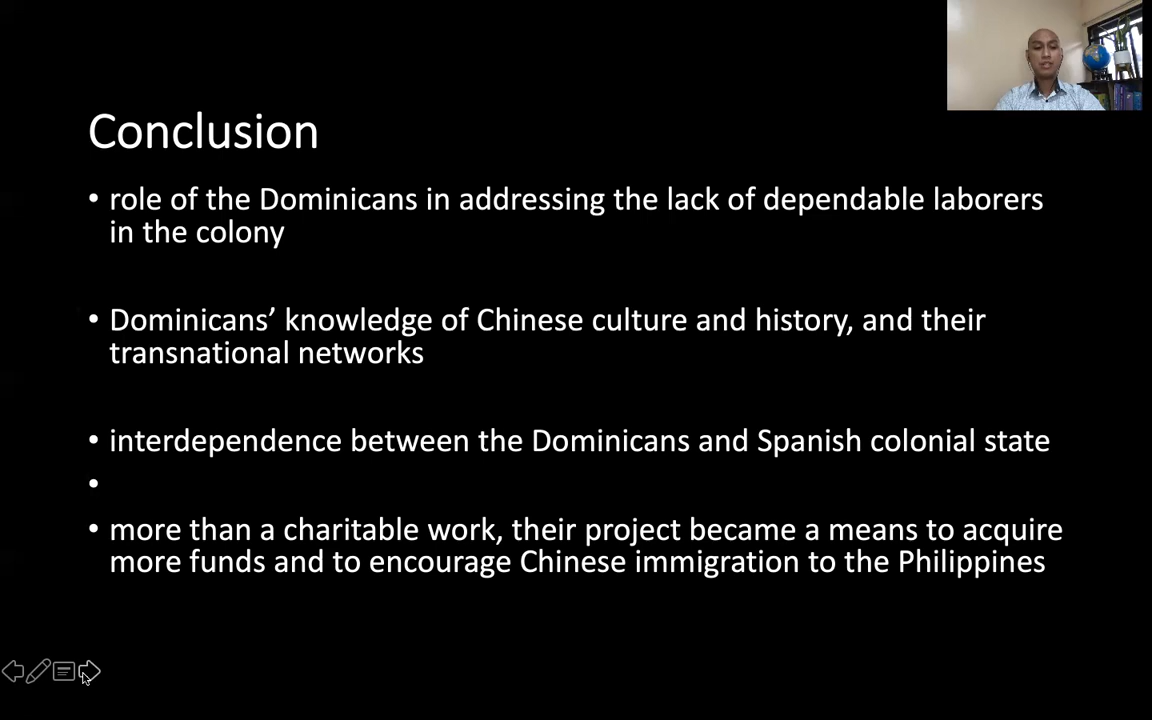 Conclusion
• role of the Dominicans in addressing the lack of dependable laborers
in the colony
• Dominicans’ knowledge of Chinese culture and history, and their
transnational networks
• interdependence between the Dominicans and Spanish colonial state
•
• more than a charitable work, their project became a means to acquire
more funds and to encourage Chinese immigration to the Philippines